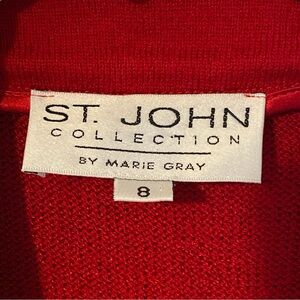 ST. JOHN
COLLECTION
BY MARIE GRAY
8